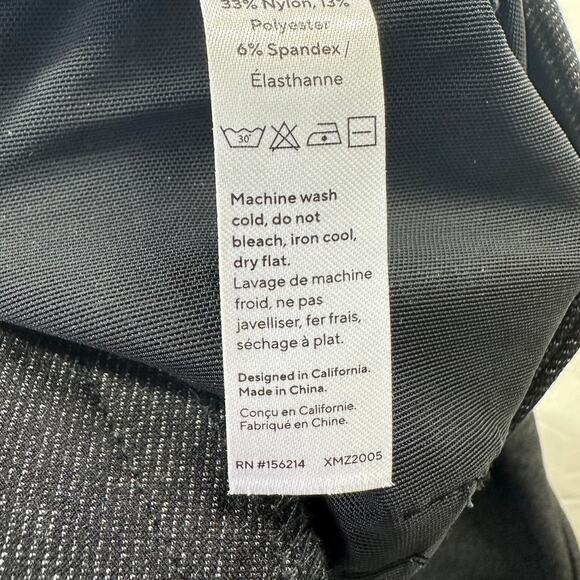 33% Nylon, 13%
Polyester
6% Spandex /
Élasthanne
30°
Machine wash
cold, do not
bleach, iron cool,
dry flat.
Lavage de machine
froid, ne pas
javelliser, fer frais,
séchage à plat.
Designed in California.
Made in China.
Conçu en Californie.
Fabriqué en Chine.
RN #156214 XMZ2005